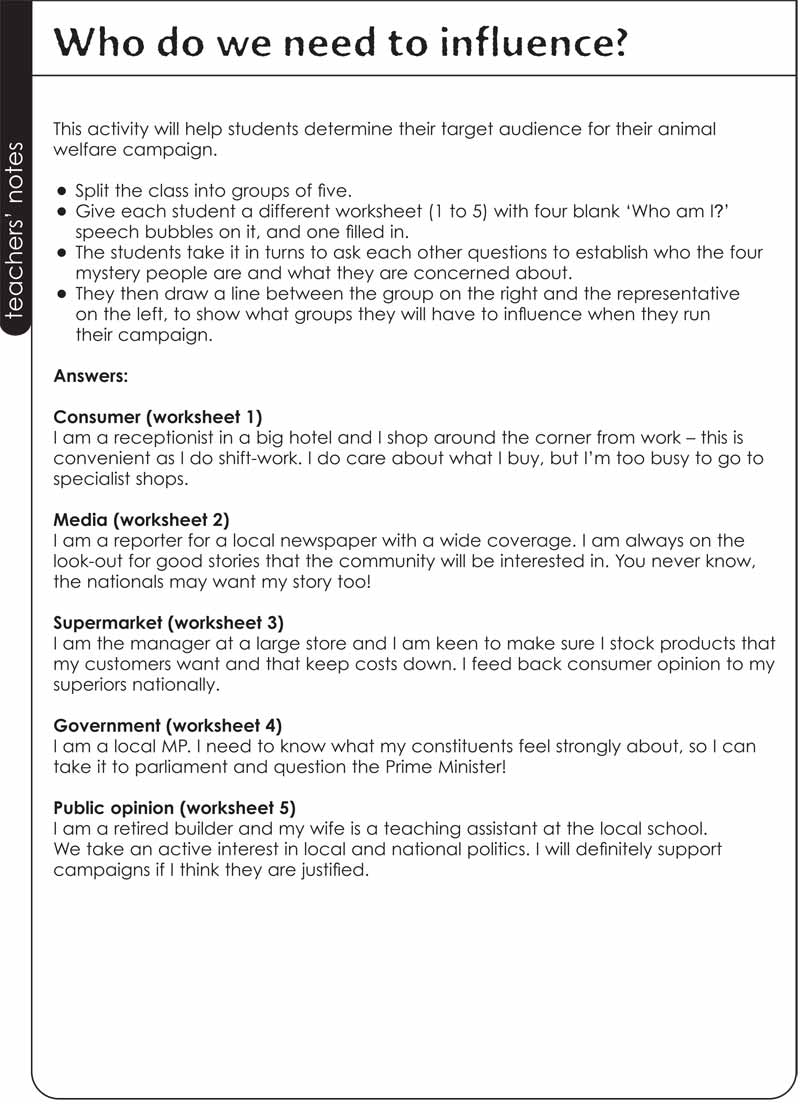 Who do we need to influence?
teachers' notes
This activity will help students determine their target audience for their animal
welfare campaign.
● Split the class into groups of five.
● Give each student a different worksheet (1 to 5) with four blank ‘Who am I?’
speech bubbles on it, and one filled in.
● The students take it in turns to ask each other questions to establish who the four
mystery people are and what they are concerned about.
● They then draw a line between the group on the right and the representative
on the left, to show what groups they will have to influence when they run
their campaign.
Answers:
Consumer (worksheet 1)
I am a receptionist in a big hotel and I shop around the corner from work – this is
convenient as I do shift-work. I do care about what I buy, but I’m too busy to go to
specialist shops.
Media (worksheet 2)
I am a reporter for a local newspaper with a wide coverage. I am always on the
look-out for good stories that the community will be interested in. You never know,
the nationals may want my story too!
Supermarket (worksheet 3)
I am the manager at a large store and I am keen to make sure I stock products that
my customers want and that keep costs down. I feed back consumer opinion to my
superiors nationally.
Government (worksheet 4)
I am a local MP. I need to know what my constituents feel strongly about, so I can
take it to parliament and question the Prime Minister!
Public opinion (worksheet 5)
I am a retired builder and my wife is a teaching assistant at the local school.
We take an active interest in local and national politics. I will definitely support
campaigns if I think they are justified.